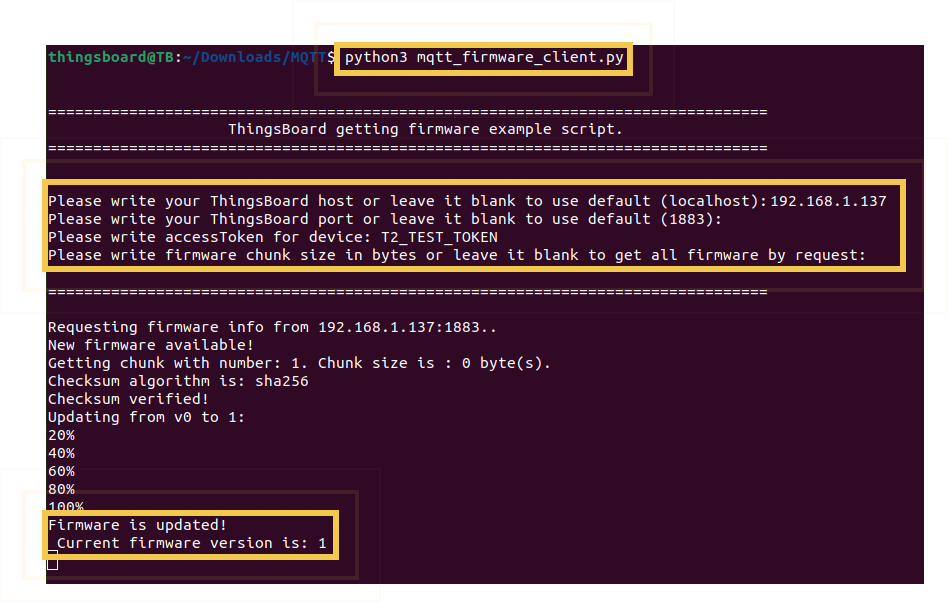 thingsboard@TB:~/Downloads/MQTT$ python3 mqtt_firmware_client.py
================================================================================
ThingsBoard getting firmware example script.
================================================================================
Please write your ThingsBoard host or leave it blank to use default (localhost):192.168.1.137
Please write your ThingsBoard port or leave it blank to use default (1883):
Please write accessToken for device: T2_TEST_TOKEN
Please write firmware chunk size in bytes or leave it blank to get all firmware by request:
================================================================================
Requesting firmware info from 192.168.1.137:1883..
New firmware available!
Getting chunk with number: 1. Chunk size is : 0 byte(s).
Checksum algorithm is: sha256
Checksum verified!
Updating from v0 to 1:
20%
40%
60%
80%
100%
Firmware is updated!
Current firmware version is: 1